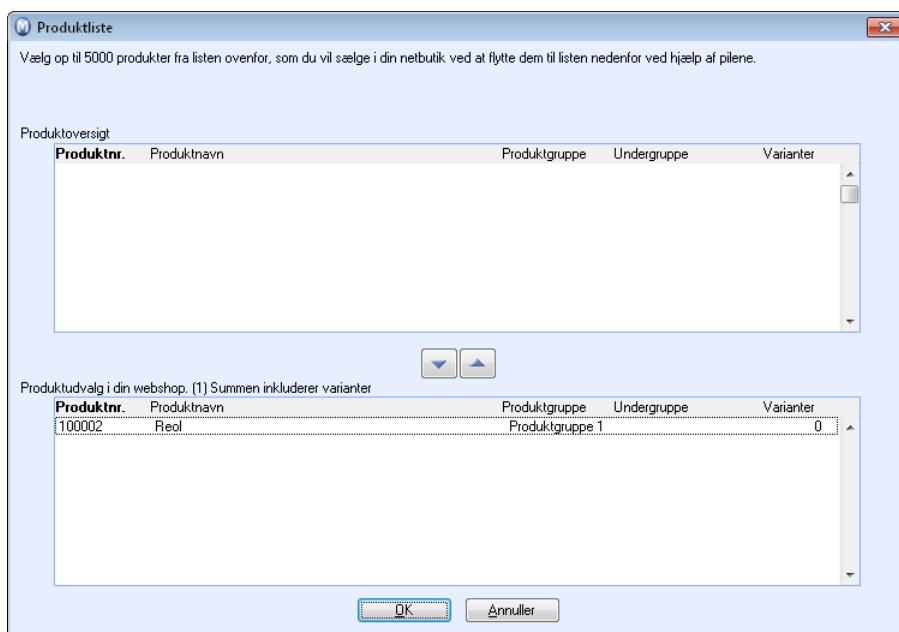 Produktliste
Vælg op til 5000 produkter fra listen ovenfor, som du vil sælge i din netbutik ved at flytte dem til listen nedenfor ved hjælp af pilene.
Produktoversigt
Produktnr. Produktnavn Produktgruppe Undergruppe Varianter
Produktudvalg i din webshop. (1) Summen inkluderer varianter
Produktnr. Produktnavn Produktgruppe Undergruppe Varianter
100002 Reol Produktgruppe 1 0
OK Annuller